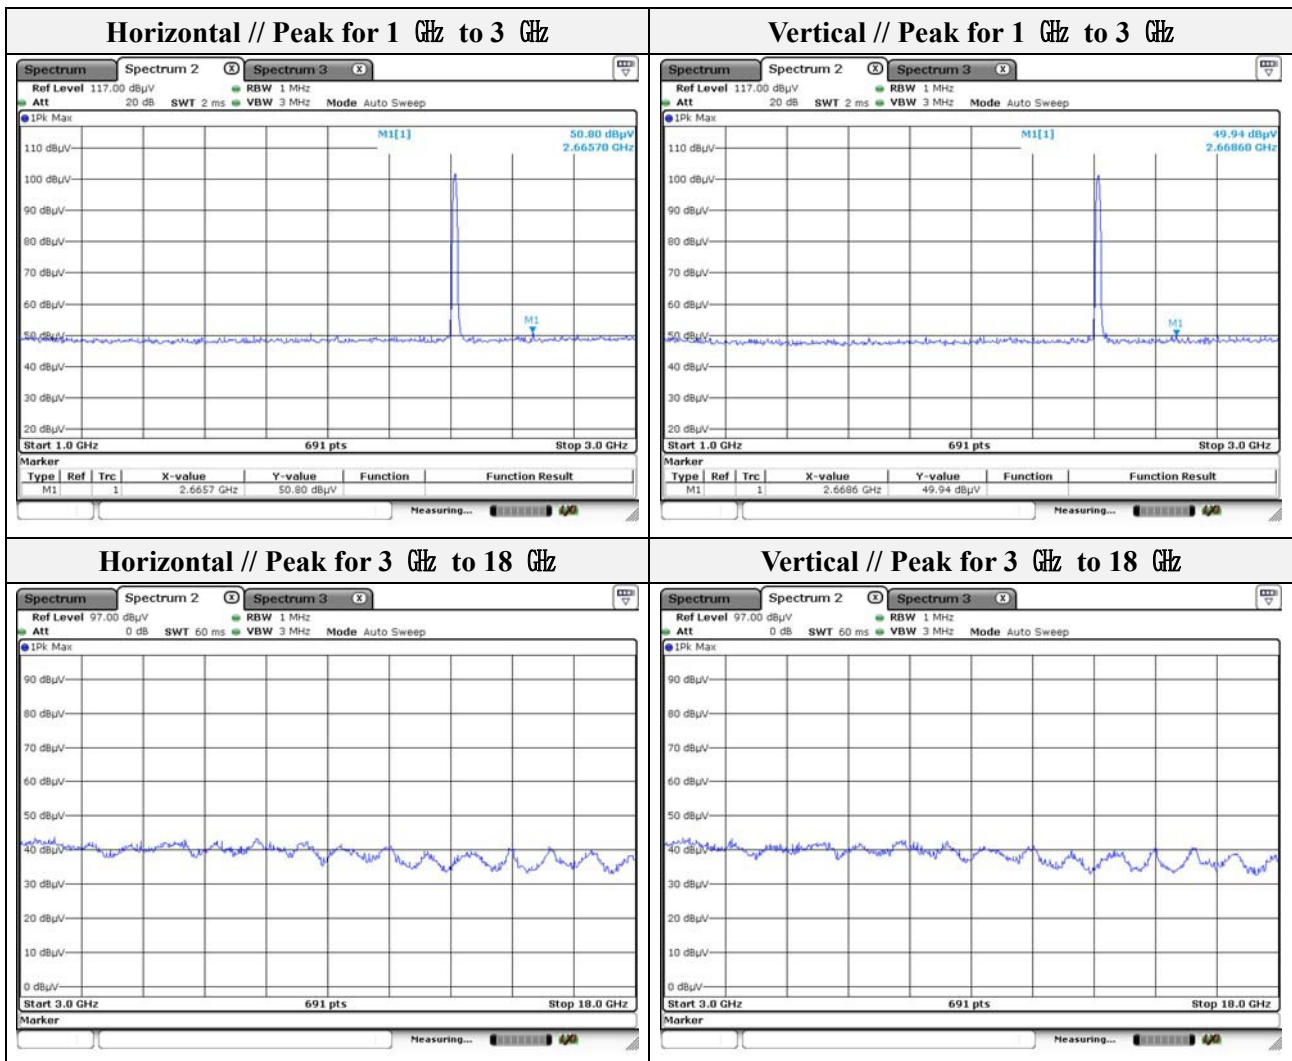 Horizontal // Peak for 1 ㎓ to 3 ㎓
Spectrum Spectrum 2 Spectrum 3
Ref Level 117.00 dBµV RBW 1 MHz
Att 20 dB SWT 2 ms VBW 3 MHz Mode Auto Sweep
1Pk Max
M1[1] 50.80 dBµV
2.66570 GHz
110 dBµV
100 dBµV
90 dBµV
80 dBµV
70 dBµV
60 dBµV
M1
50 dBµV
40 dBµV
30 dBµV
20 dBµV
Start 1.0 GHz 691 pts Stop 3.0 GHz
Marker
Type Ref Trc X-value Y-value Function Function Result
M1 1 2.6657 GHz 50.80 dBµV
Measuring...
Vertical // Peak for 1 ㎓ to 3 ㎓
Spectrum Spectrum 2 Spectrum 3
Ref Level 117.00 dBµV RBW 1 MHz
Att 20 dB SWT 2 ms VBW 3 MHz Mode Auto Sweep
1Pk Max
M1[1] 49.94 dBµV
2.66860 GHz
110 dBµV
100 dBµV
90 dBµV
80 dBµV
70 dBµV
60 dBµV
M1
50 dBµV
40 dBµV
30 dBµV
20 dBµV
Start 1.0 GHz 691 pts Stop 3.0 GHz
Marker
Type Ref Trc X-value Y-value Function Function Result
M1 1 2.6686 GHz 49.94 dBµV
Measuring...
Horizontal // Peak for 3 ㎓ to 18 ㎓
Spectrum Spectrum 2 Spectrum 3
Ref Level 97.00 dBµV RBW 1 MHz
Att 0 dB SWT 60 ms VBW 3 MHz Mode Auto Sweep
1Pk Max
90 dBµV
80 dBµV
70 dBµV
60 dBµV
50 dBµV
40 dBµV
30 dBµV
20 dBµV
10 dBµV
0 dBµV
Start 3.0 GHz 691 pts Stop 18.0 GHz
Marker
Measuring...
Vertical // Peak for 3 ㎓ to 18 ㎓
Spectrum Spectrum 2 Spectrum 3
Ref Level 97.00 dBµV RBW 1 MHz
Att 0 dB SWT 60 ms VBW 3 MHz Mode Auto Sweep
1Pk Max
90 dBµV
80 dBµV
70 dBµV
60 dBµV
50 dBµV
40 dBµV
30 dBµV
20 dBµV
10 dBµV
0 dBµV
Start 3.0 GHz 691 pts Stop 18.0 GHz
Marker
Measuring...